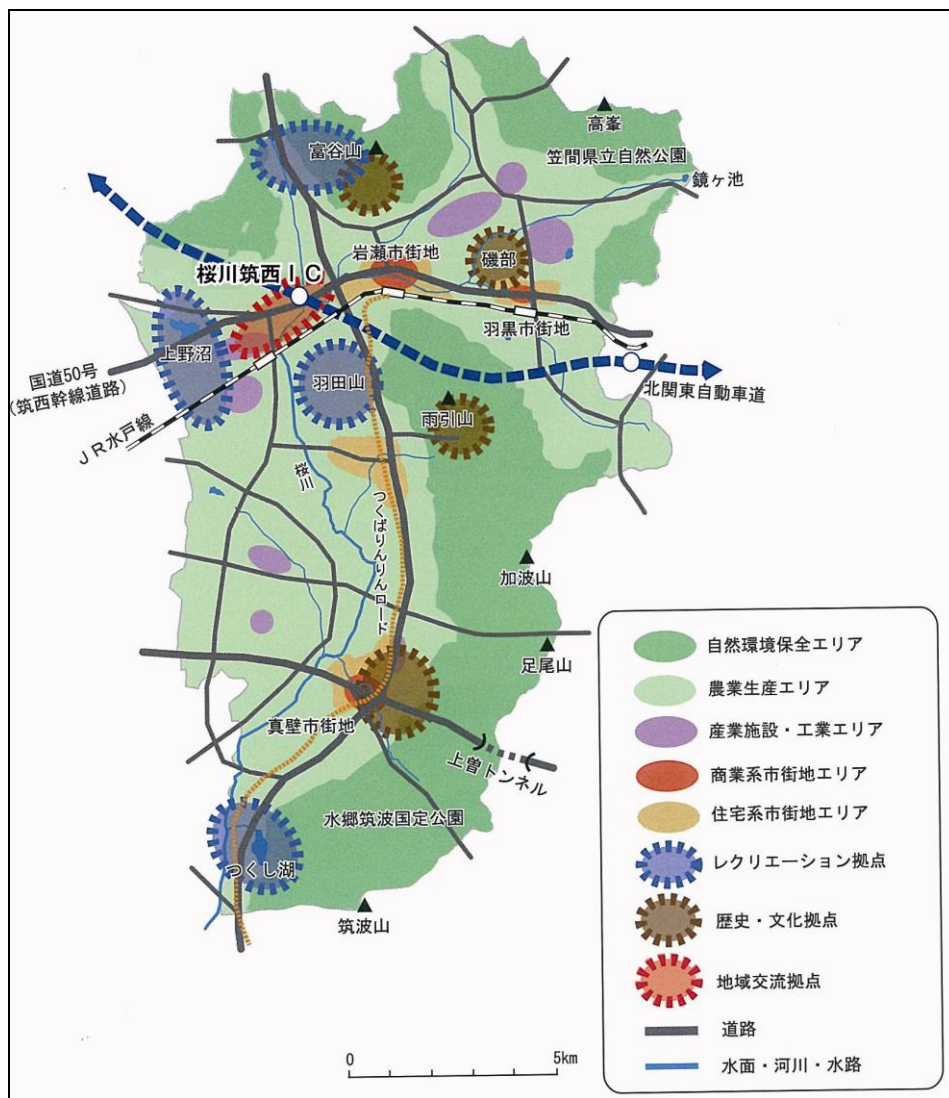 高峯
富谷山
笠間県立自然公園
鏡ヶ池
岩瀬市街地
磯部
桜川筑西IC
羽黒市街地
上野沼
国道50号
(筑西幹線道路)
羽田山
北関東自動車道
雨引山
JR水戸線
桜川
つくばりんりんロード
加波山
足尾山
真壁市街地
上曽トンネル
水郷筑波国定公園
つくし湖
筑波山
自然環境保全エリア
農業生産エリア
産業施設・工業エリア
商業系市街地エリア
住宅系市街地エリア
レクリエーション拠点
歴史・文化拠点
地域交流拠点
道路
水面・河川・水路
0
5km